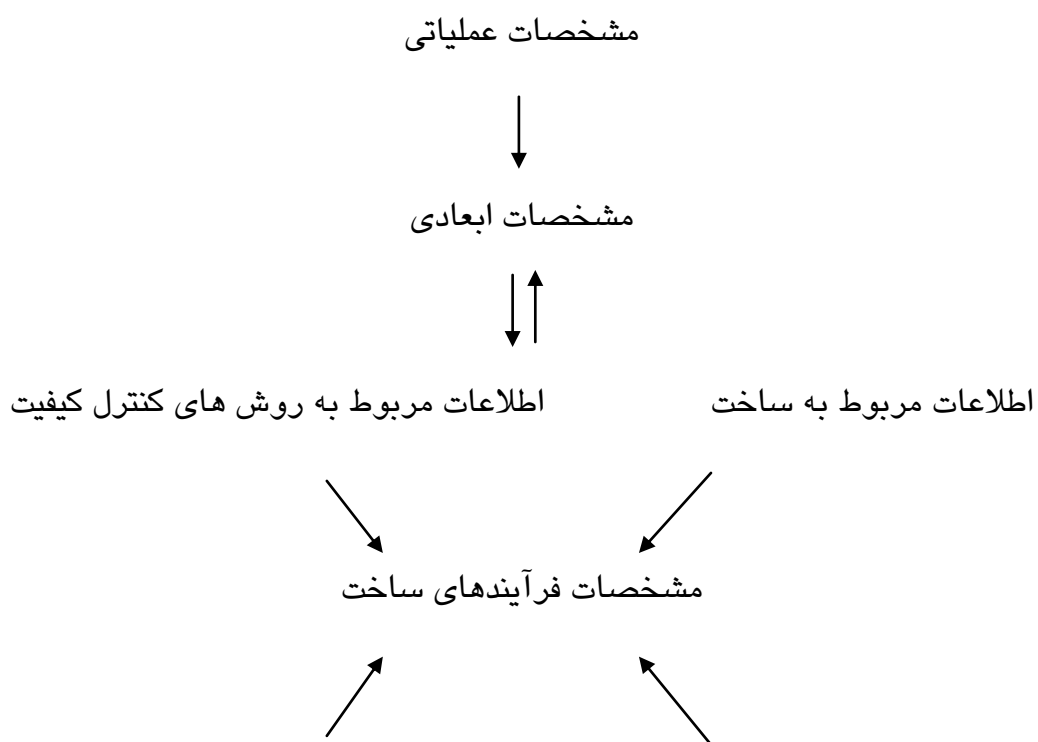 مشخصات عملیاتی
مشخصات ابعادی
اطلاعات مربوط به ساخت
اطلاعات مربوط به روش های کنترل کیفیت
مشخصات فرآیندهای ساخت